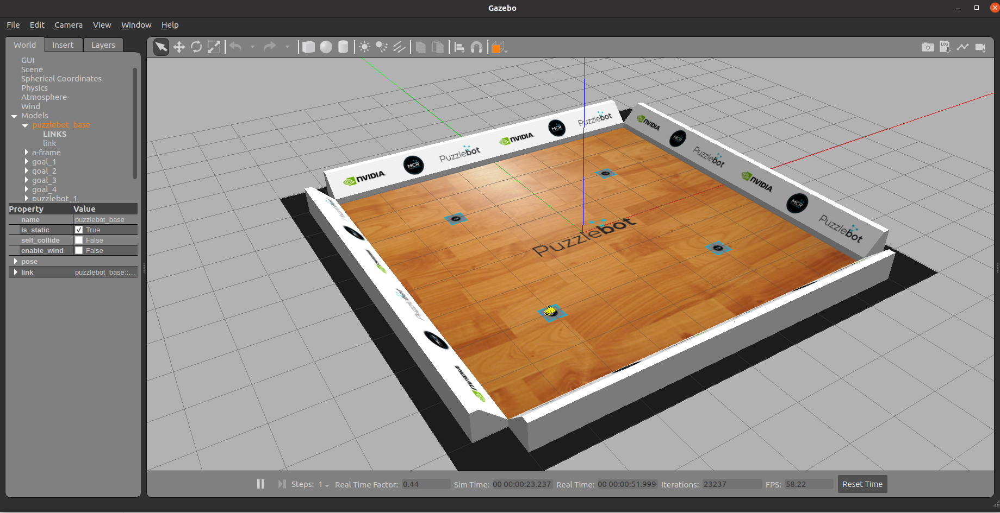 Gazebo
File Edit Camera View Window Help
World Insert Layers
GUI
Scene
Spherical Coordinates
Physics
Atmosphere
Wind
Models
puzzlebot_base
LINKS
link
a-frame
goal_1
goal_2
goal_3
goal_4
puzzlebot_1
Property Value
name puzzlebot_base
is_static True
self_collide False
enable_wind False
pose
link puzzlebot_base::...
LOG
NVIDIA
MCR
Puzzlebot
NVIDIA
MCR
Puzzlebot
NVIDIA
MCR
Puzzlebot
NVIDIA
MCR
Puzzlebot
Puzzlebot
NVIDIA
Steps: 1 Real Time Factor: 0.44 Sim Time: 00 00:00:23.237 Real Time: 00 00:00:51.999 Iterations: 23237 FPS: 58.22 Reset Time